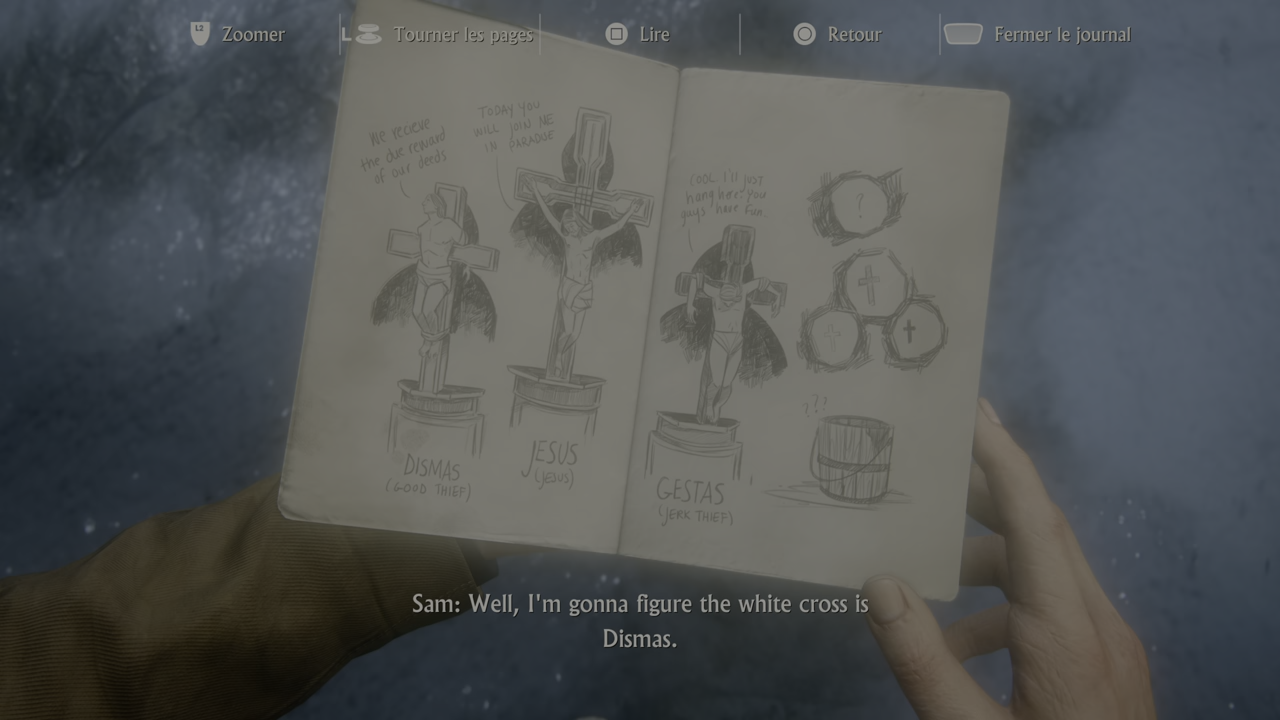 L2 Zoomer
L Tourner les pages
Lire
Retour
Fermer le journal
We recieve
the due reward
of our deeds
TODAY YOU
WILL JOIN ME
IN PARADISE
COOL I'll JUST
hang here. You
guys have fun.
?
???
DISMAS
(GOOD THIEF)
JESUS
(JESUS)
GESTAS
(JERK THIEF)
Sam: Well, I'm gonna figure the white cross is
Dismas.